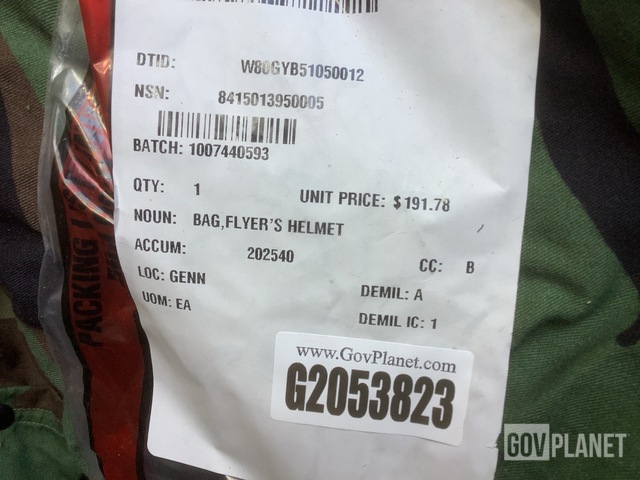 DTID: W80GYB51050012
NSN: 8415013950005
BATCH: 1007440593
QTY: 1 UNIT PRICE: $191.78
NOUN: BAG,FLYER'S HELMET
ACCUM: 202540
CC: B
LOC: GENN
DEMIL: A
UOM: EA
DEMIL IC: 1
www.GovPlanet.com
G2053823
PACKING
GOVPLANET